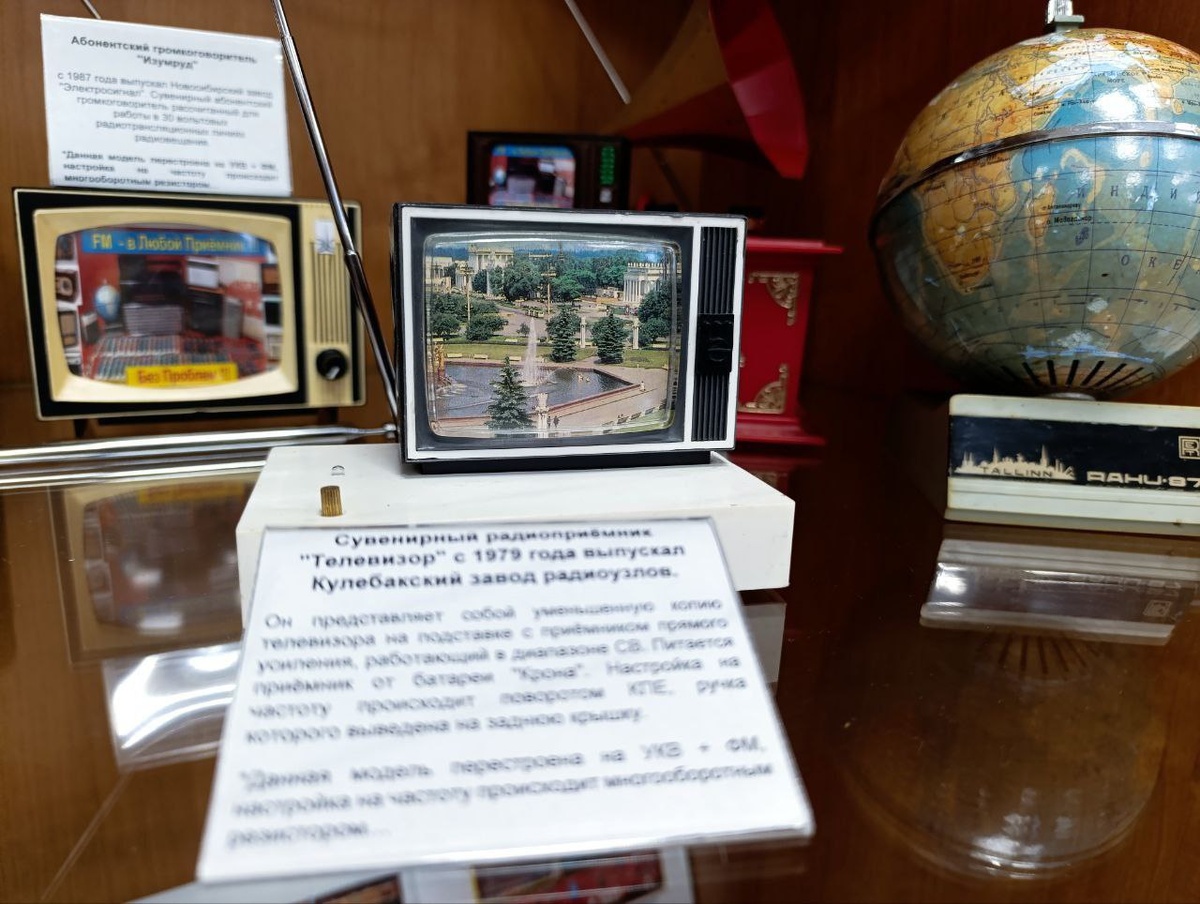 Абонентский громкоговоритель
"Изумруд"
с 1987 года выпускал Новосибирский завод
"Электросигнал". Сувенирный абонентский
громкоговоритель рассчитанный для
работы в 30 вольтовых
радиотрансляционных линиях
радиовещания.
*Данная модель перестроена на УКВ + ФМ,
настройка на частоту происходит
многооборотным резистором.
FM - в Любой Приёмник
Без Проблем !!!
ИНДИ
ОКЕ
TALLINN
RAHU·87
Сувенирный радиоприёмник
"Телевизор" с 1979 года выпускал
Кулебакский завод радиоузлов.
Он представляет собой уменьшенную копию
телевизора на подставке с приёмником прямого
усиления, работающий в диапазоне СВ. Питается
приёмник от батареи "Крона". Настройка на
частоту происходит поворотом КПЕ, ручка
которого выведена на заднюю крышку.
*Данная модель перестроена на УКВ + ФМ,
настройка на частоту происходит многооборотным
резистором...